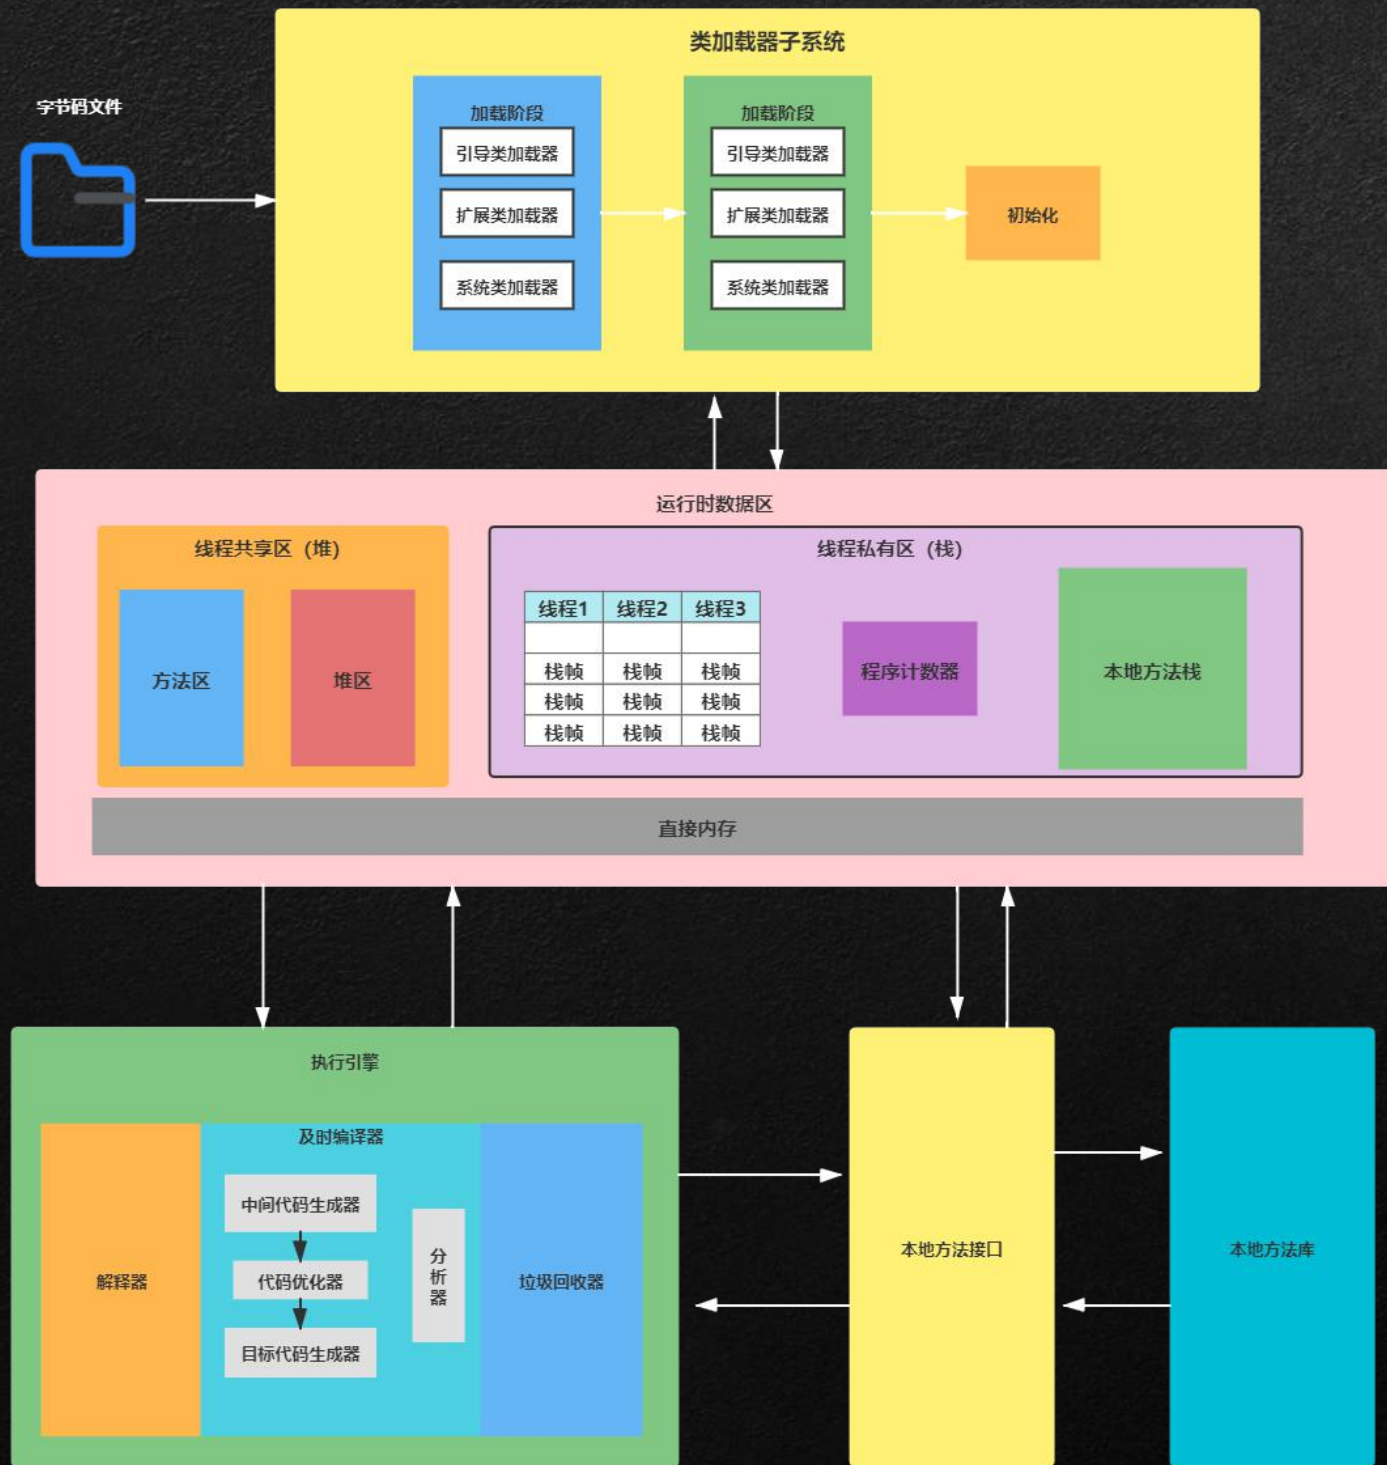 类加载器子系统
字节码文件
加载阶段
引导类加载器
扩展类加载器
系统类加载器
加载阶段
引导类加载器
扩展类加载器
系统类加载器
初始化
运行时数据区
线程共享区（堆）
方法区
堆区
线程私有区（栈）
线程1 线程2 线程3
栈帧 栈帧 栈帧
栈帧 栈帧 栈帧
栈帧 栈帧 栈帧
程序计数器
本地方法栈
直接内存
执行引擎
解释器
及时编译器
中间代码生成器
代码优化器
目标代码生成器
分析器
垃圾回收器
本地方法接口
本地方法库